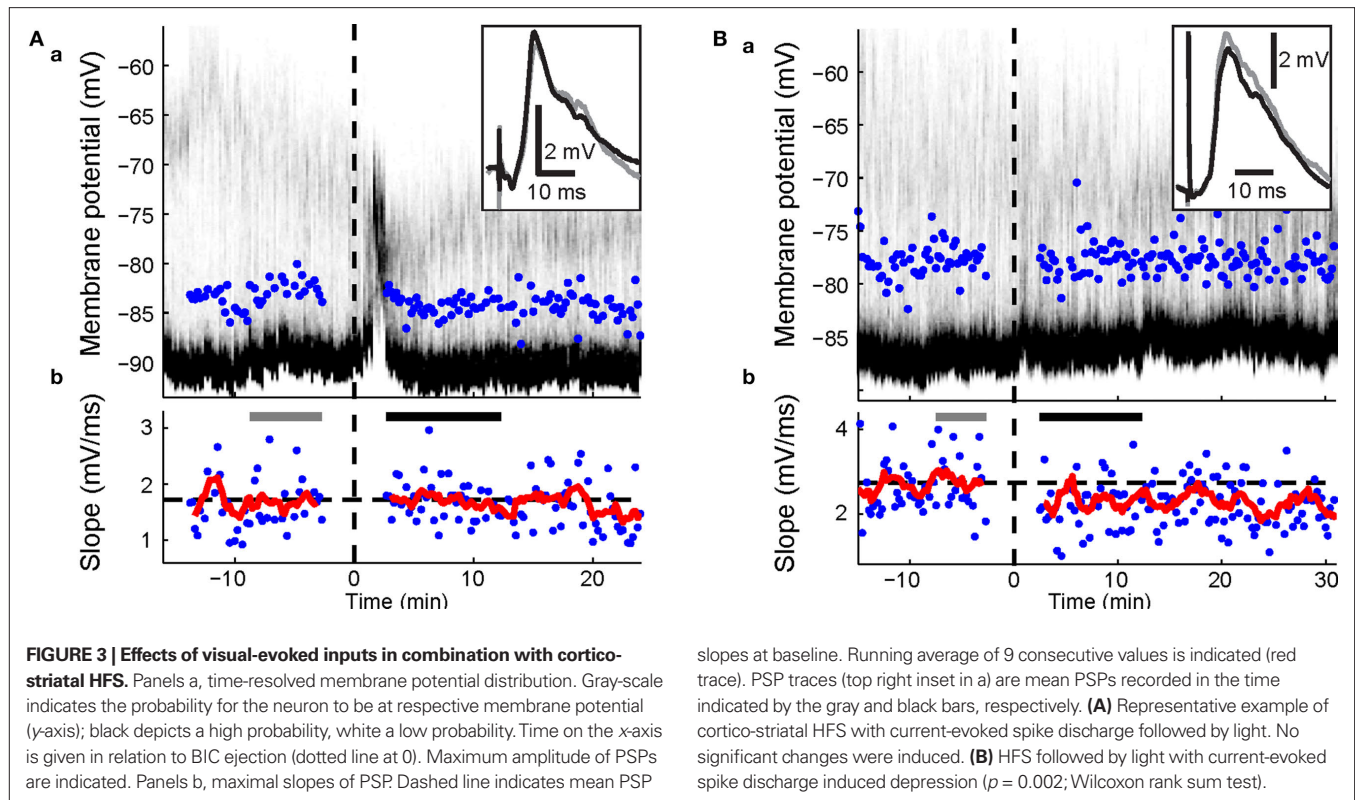 A
a
Membrane potential (mV)
−60
−65
−70
−75
−80
−85
−90
2 mV
10 ms
b
Slope (mV/ms)
3
2
1
−10
0
10
20
Time (min)
B
a
Membrane potential (mV)
−60
−65
−70
−75
−80
−85
2 mV
10 ms
b
Slope (mV/ms)
4
2
−10
0
10
20
30
Time (min)
FIGURE 3 | Effects of visual-evoked inputs in combination with cortico-
striatal HFS. Panels a, time-resolved membrane potential distribution. Gray-scale
indicates the probability for the neuron to be at respective membrane potential
(y-axis); black depicts a high probability, white a low probability. Time on the x-axis
is given in relation to BIC ejection (dotted line at 0). Maximum amplitude of PSPs
are indicated. Panels b, maximal slopes of PSP. Dashed line indicates mean PSP
slopes at baseline. Running average of 9 consecutive values is indicated (red
trace). PSP traces (top right inset in a) are mean PSPs recorded in the time
indicated by the gray and black bars, respectively. (A) Representative example of
cortico-striatal HFS with current-evoked spike discharge followed by light. No
significant changes were induced. (B) HFS followed by light with current-evoked
spike discharge induced depression (p = 0.002; Wilcoxon rank sum test).